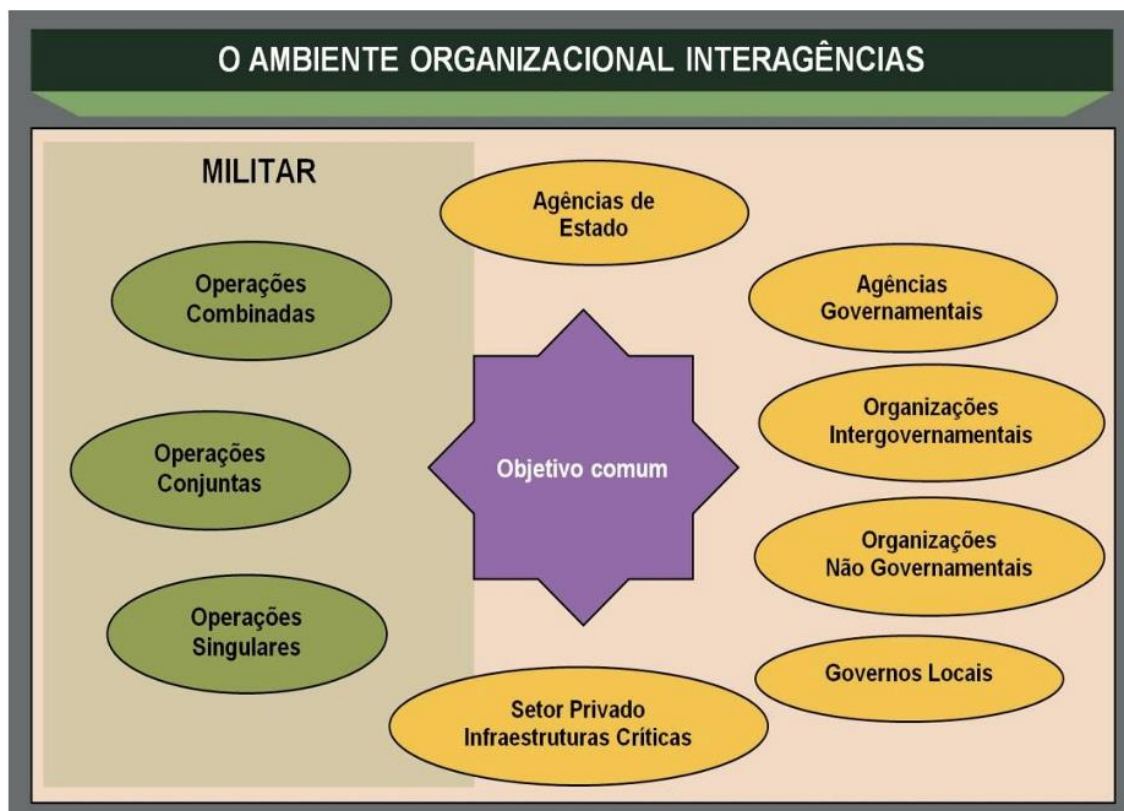 O AMBIENTE ORGANIZACIONAL INTERAGÊNCIAS
MILITAR
Agências de
Estado
Operações
Combinadas
Agências
Governamentais
Organizações
Intergovernamentais
Operações
Conjuntas
Objetivo comum
Organizações
Não Governamentais
Operações
Singulares
Governos Locais
Setor Privado
Infraestruturas Críticas